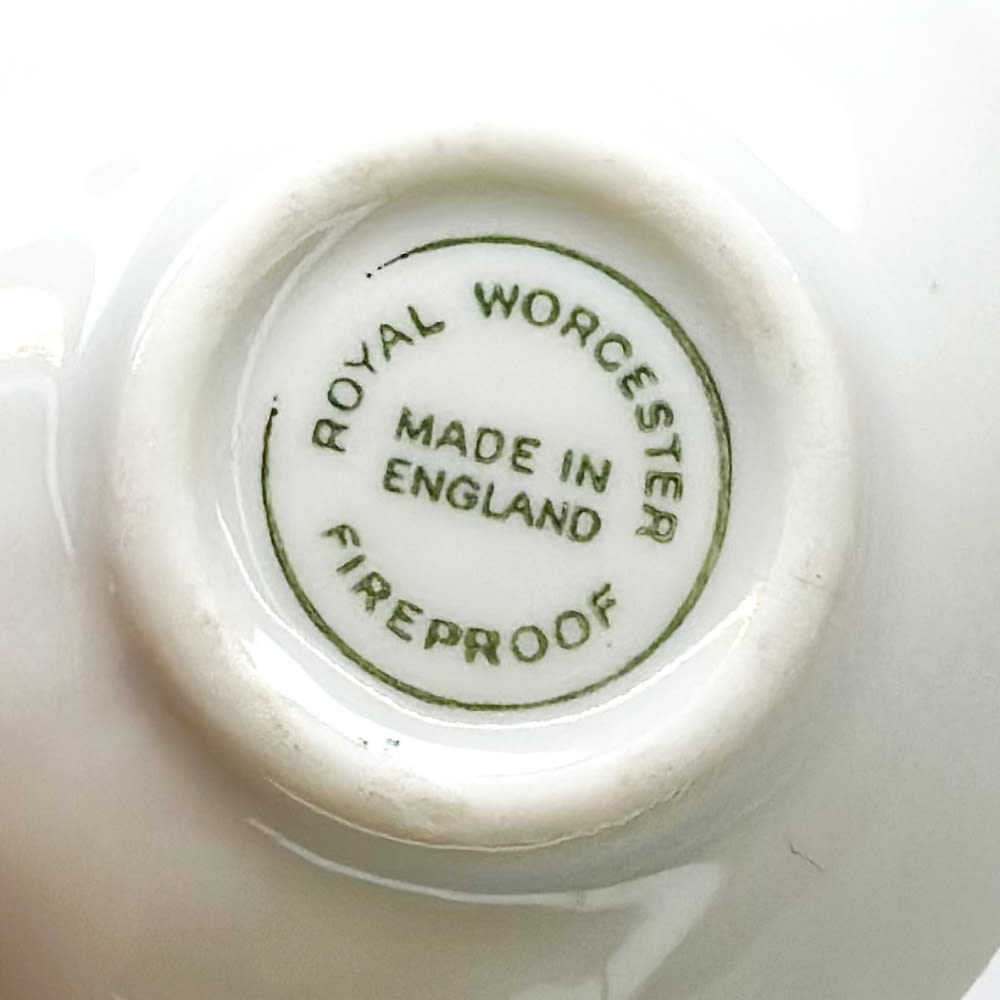 ROYAL WORCESTER
MADE IN
ENGLAND
FIREPROOF